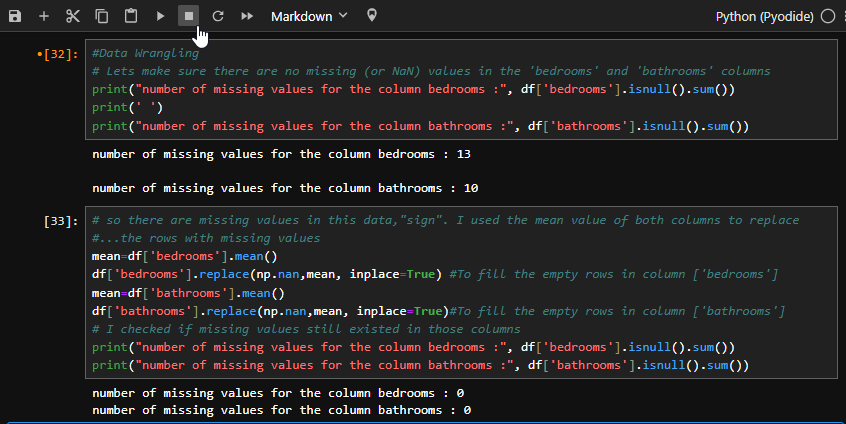 Markdown
Python (Pyodide)
[32]:
#Data Wrangling
# Lets make sure there are no missing (or NaN) values in the 'bedrooms' and 'bathrooms' columns
print("number of missing values for the column bedrooms :", df['bedrooms'].isnull().sum())
print(' ')
print("number of missing values for the column bathrooms :", df['bathrooms'].isnull().sum())
number of missing values for the column bedrooms : 13
number of missing values for the column bathrooms : 10
[33]:
# so there are missing values in this data,"sign". I used the mean value of both columns to replace
#...the rows with missing values
mean=df['bedrooms'].mean()
df['bedrooms'].replace(np.nan,mean, inplace=True) #To fill the empty rows in column ['bedrooms']
mean=df['bathrooms'].mean()
df['bathrooms'].replace(np.nan,mean, inplace=True)#To fill the empty rows in column ['bathrooms']
# I checked if missing values still existed in those columns
print("number of missing values for the column bedrooms :", df['bedrooms'].isnull().sum())
print("number of missing values for the column bathrooms :", df['bathrooms'].isnull().sum())
number of missing values for the column bedrooms : 0
number of missing values for the column bathrooms : 0